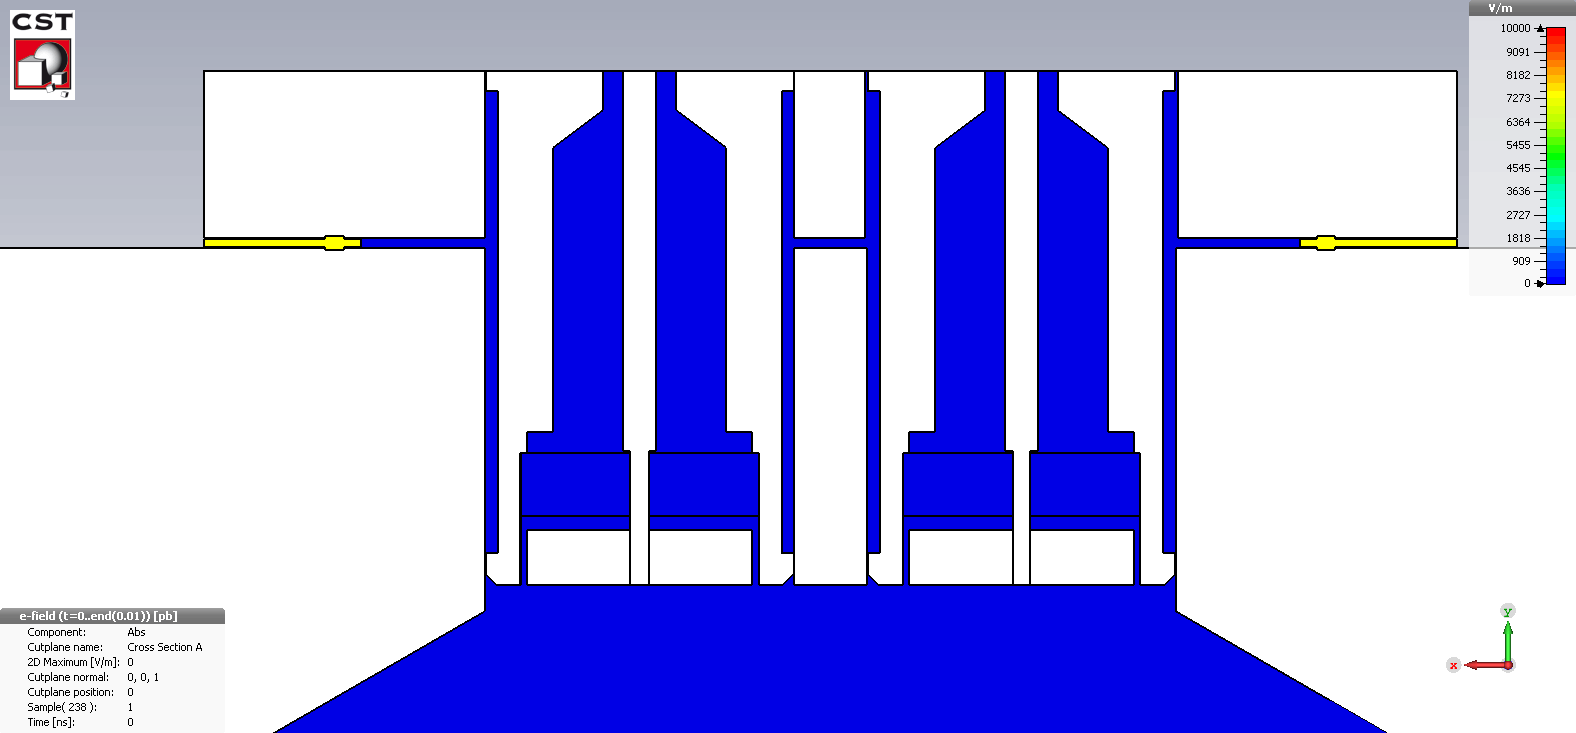 CST
V/m
10000
9091
8182
7273
6364
5455
4545
3636
2727
1818
909
0
e-field (t=0..end(0.01)) [pb]
Component: Abs
Cutplane name: Cross Section A
2D Maximum [V/m]: 0
Cutplane normal: 0, 0, 1
Cutplane position: 0
Sample( 238 ): 1
Time [ns]: 0
y
x